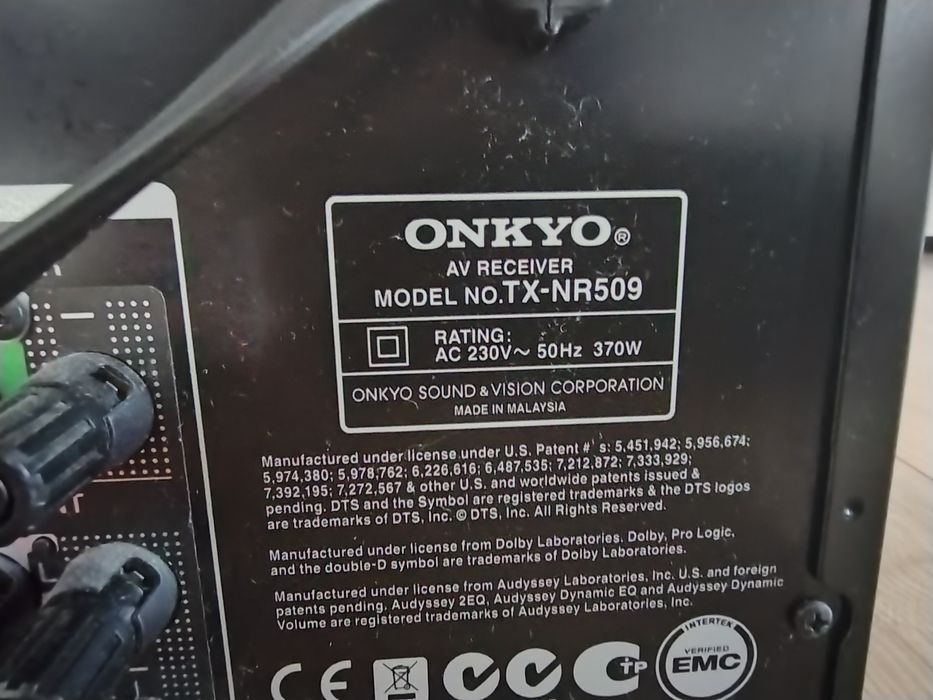 ONKYO®
AV RECEIVER
MODEL NO.TX-NR509
RATING:
AC 230V~ 50Hz 370W
ONKYO SOUND & VISION CORPORATION
MADE IN MALAYSIA
Manufactured under license under U.S. Patent #' s: 5,451,942; 5,956,674;
5,974,380; 5,978,762; 6,226,616; 6,487,535; 7,212,872; 7,333,929;
7,392,195; 7,272,567 & other U.S. and worldwide patents issued &
pending. DTS and the Symbol are registered trademarks & the DTS logos
are trademarks of DTS, Inc. © DTS, Inc. All Rights Reserved.
Manufactured under license from Dolby Laboratories. Dolby, Pro Logic,
and the double-D symbol are trademarks of Dolby Laboratories.
Manufactured under license from Audyssey Laboratories, Inc. U.S. and foreign
patents pending. Audyssey 2EQ, Audyssey Dynamic EQ and Audyssey Dynamic
Volume are registered trademarks of Audyssey Laboratories, Inc.
CE
INTERTEK
VERIFIED
EMC